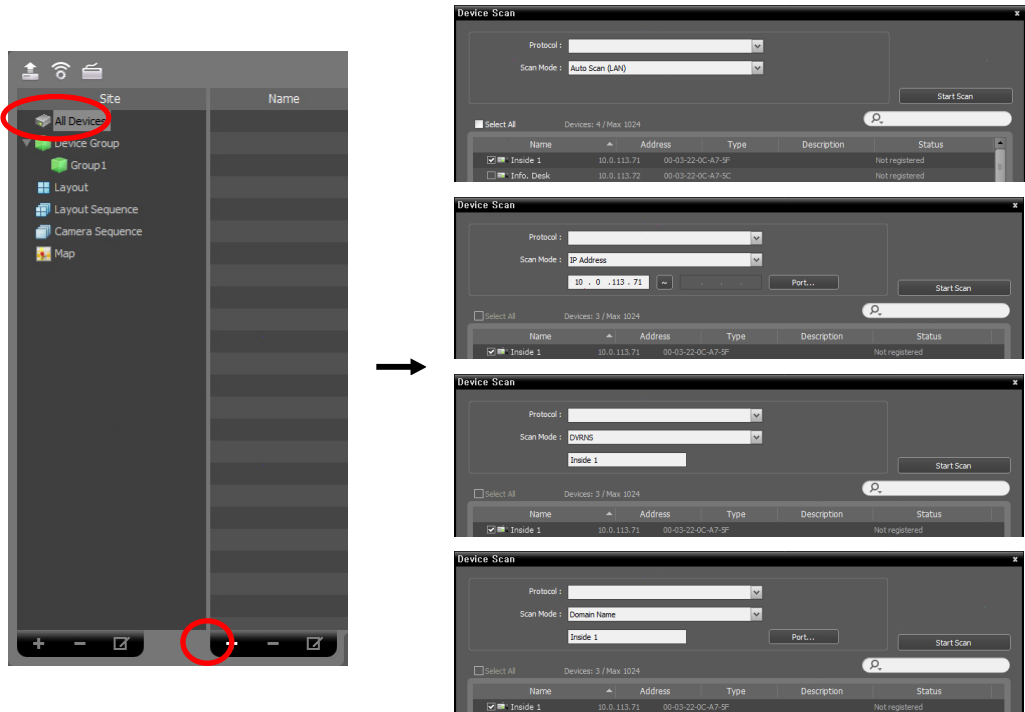 Site Name
All Devices
Device Group
Group1
Layout
Layout Sequence
Camera Sequence
Map
Device Scan x
Protocol :
Scan Mode : Auto Scan (LAN)
Start Scan
Select All Devices: 4 / Max 1024
Name Address Type Description Status
Inside 1 10.0.113.71 00-03-22-0C-A7-5F Not registered
Info. Desk 10.0.113.72 00-03-22-0C-A7-5C Not registered
Device Scan x
Protocol :
Scan Mode : IP Address
10 . 0 .113 . 71 ~ . . . Port...
Start Scan
Select All Devices: 3 / Max 1024
Name Address Type Description Status
Inside 1 10.0.113.71 00-03-22-0C-A7-5F Not registered
Device Scan x
Protocol :
Scan Mode : DVRNS
Inside 1
Start Scan
Select All Devices: 3 / Max 1024
Name Address Type Description Status
Inside 1 10.0.113.71 00-03-22-0C-A7-5F Not registered
Device Scan x
Protocol :
Scan Mode : Domain Name
Inside 1 Port...
Start Scan
Select All Devices: 3 / Max 1024
Name Address Type Description Status
Inside 1 10.0.113.71 00-03-22-0C-A7-5F Not registered